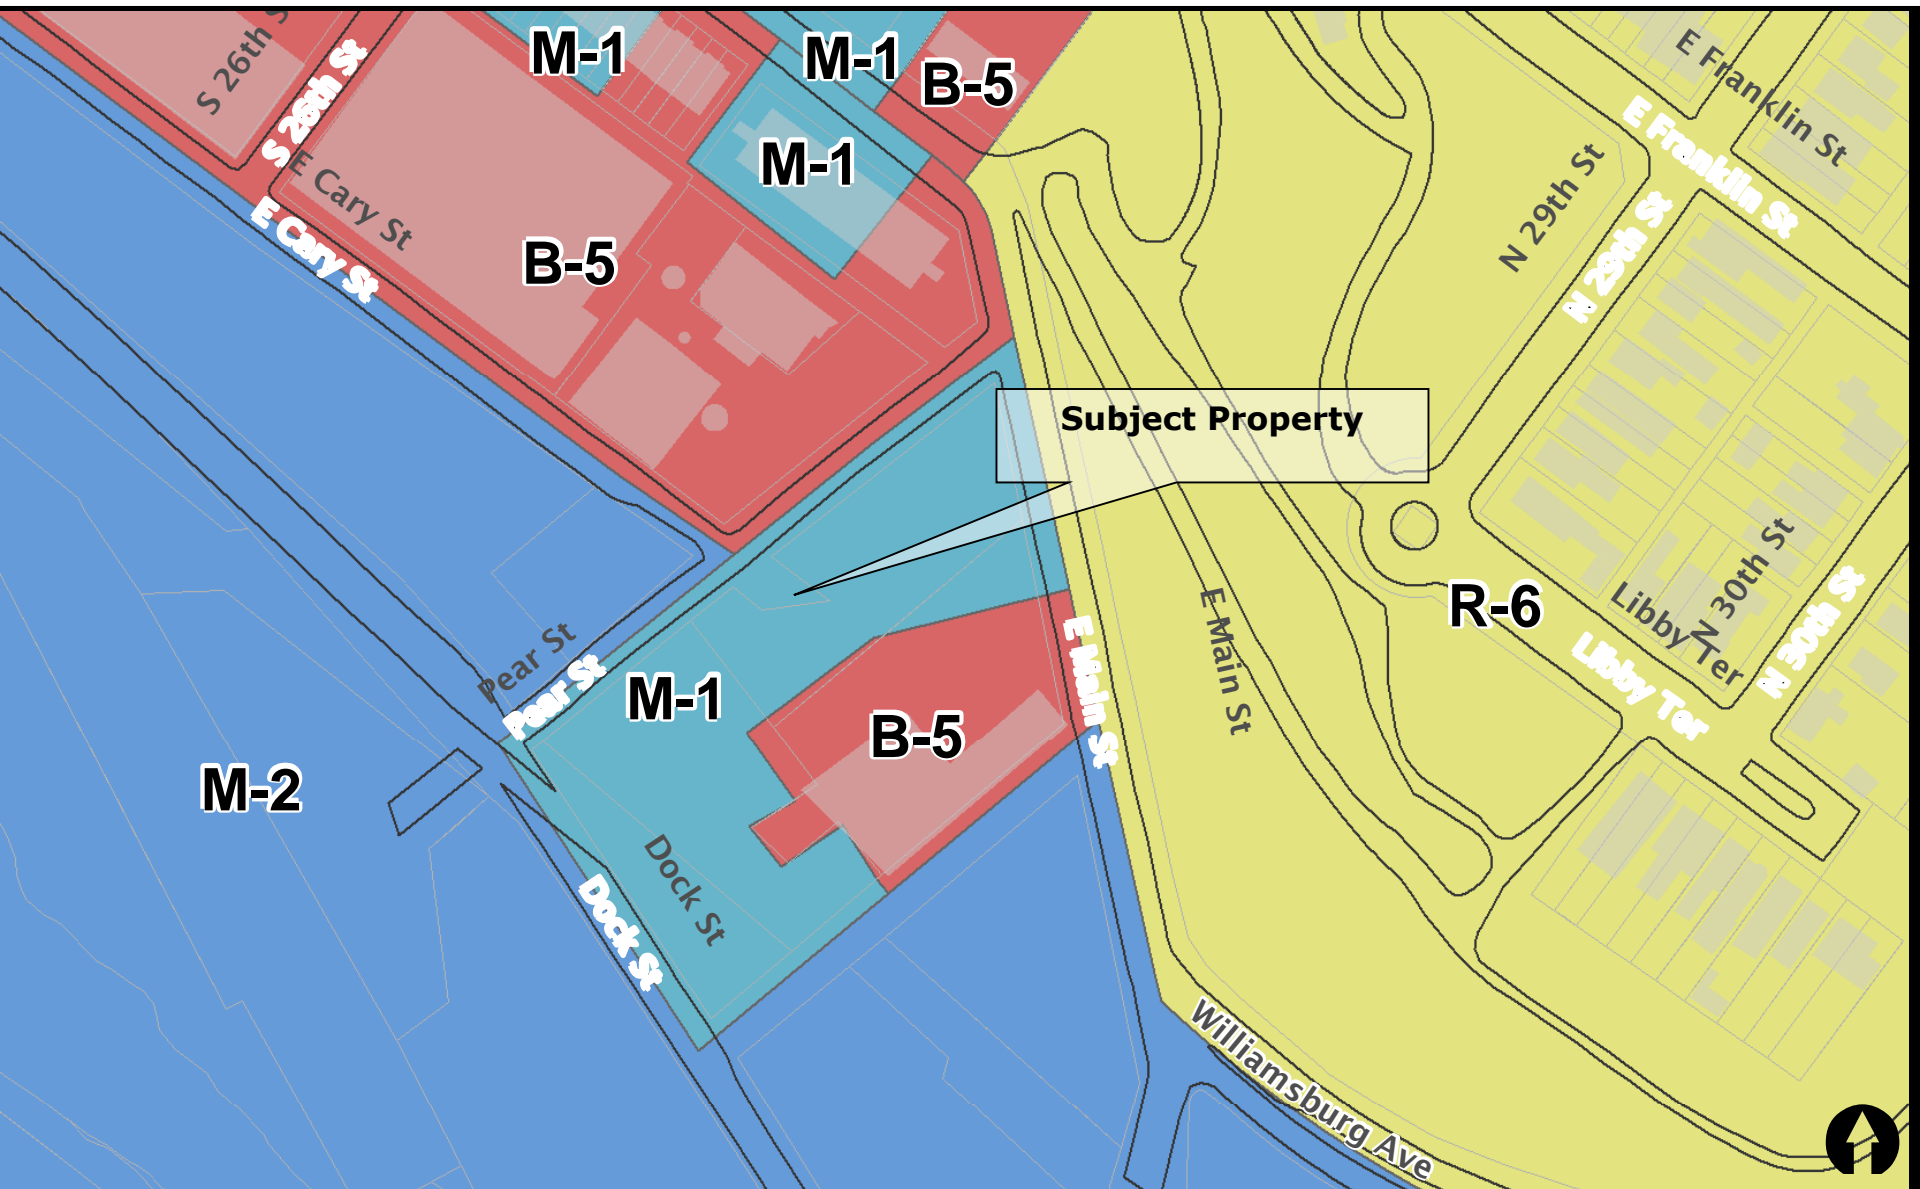 S 26th S
S 26th St
M-1
M-1
B-5
E Franklin St
E Franklin St
M-1
E Cary St
E Cary St
B-5
N 29th St
N 29th St
Subject Property
Pear St
Pear St
M-1
B-5
E Main St
E Main St
R-6
Libby Ter
Libby Ter
N 30th St
N 30th St
M-2
Dock St
Dock St
Williamsburg Ave